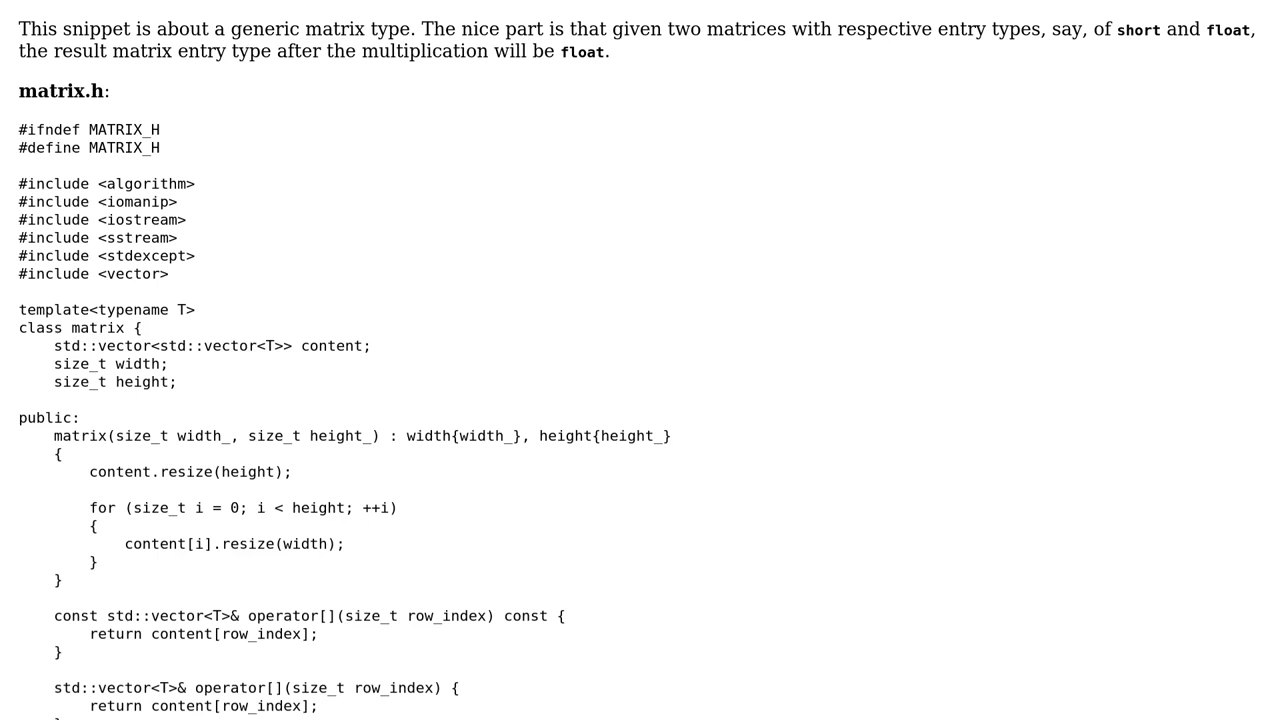 This snippet is about a generic matrix type. The nice part is that given two matrices with respective entry types, say, of short and float,
the result matrix entry type after the multiplication will be float.
matrix.h:
#ifndef MATRIX_H
#define MATRIX_H
#include <algorithm>
#include <iomanip>
#include <iostream>
#include <sstream>
#include <stdexcept>
#include <vector>
template<typename T>
class matrix {
    std::vector<std::vector<T>> content;
    size_t width;
    size_t height;
public:
    matrix(size_t width_, size_t height_) : width{width_}, height{height_}
    {
        content.resize(height);
        for (size_t i = 0; i < height; ++i)
        {
            content[i].resize(width);
        }
    }
    const std::vector<T>& operator[](size_t row_index) const {
        return content[row_index];
    }
    std::vector<T>& operator[](size_t row_index) {
        return content[row_index];